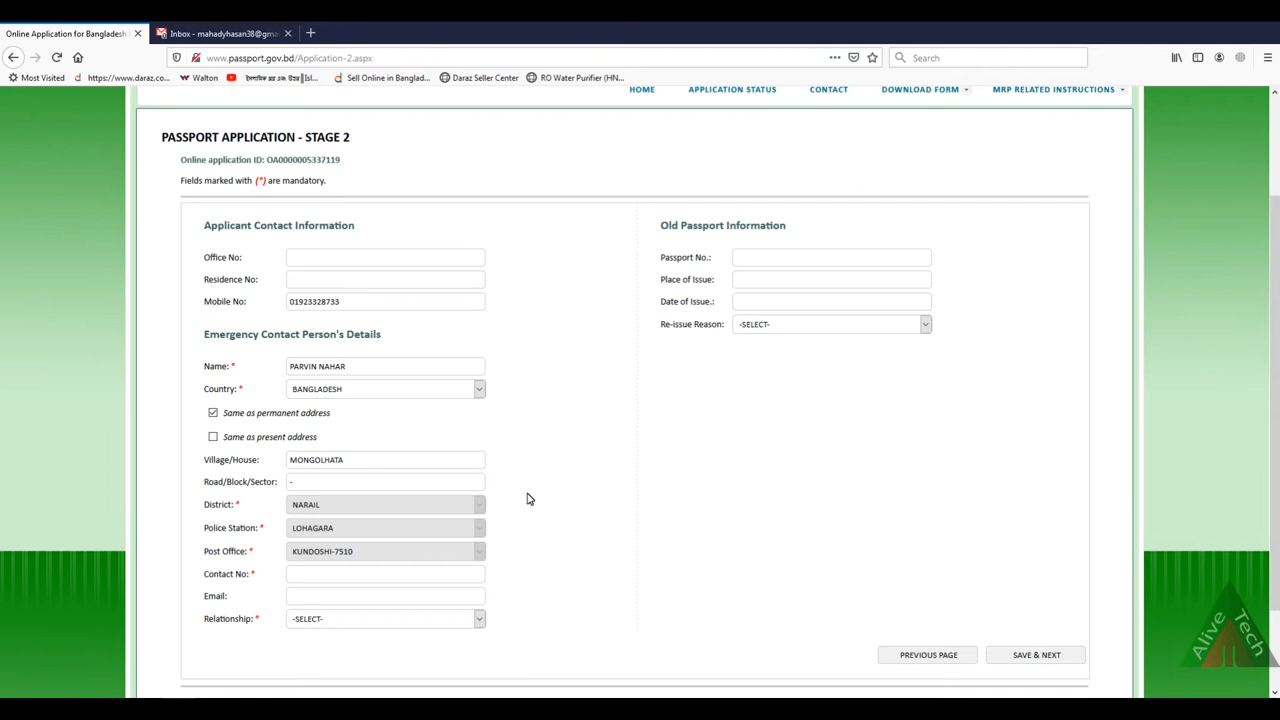 Online Application for Bangladesh
Inbox - mahadyhasan38@gma
www.passport.gov.bd/Application-2.aspx
Search
Most Visited
https://www.daraz.co...
Walton
Sell Online in Banglad...
Daraz Seller Center
RO Water Purifier (HN...
HOME
APPLICATION STATUS
CONTACT
DOWNLOAD FORM
MRP RELATED INSTRUCTIONS
PASSPORT APPLICATION - STAGE 2
Online application ID: OA0000005337119
Fields marked with (*) are mandatory.
Applicant Contact Information
Office No:
Residence No:
Mobile No: 01923328733
Emergency Contact Person's Details
Name: * PARVIN NAHAR
Country: * BANGLADESH
Same as permanent address
Same as present address
Village/House: MONGOLHATA
Road/Block/Sector: -
District: * NARAIL
Police Station: * LOHAGARA
Post Office: * KUNDOSHI-7510
Contact No: *
Email:
Relationship: * -SELECT-
Old Passport Information
Passport No.:
Place of Issue:
Date of Issue.:
Re-issue Reason: -SELECT-
PREVIOUS PAGE
SAVE & NEXT
Alive Tech